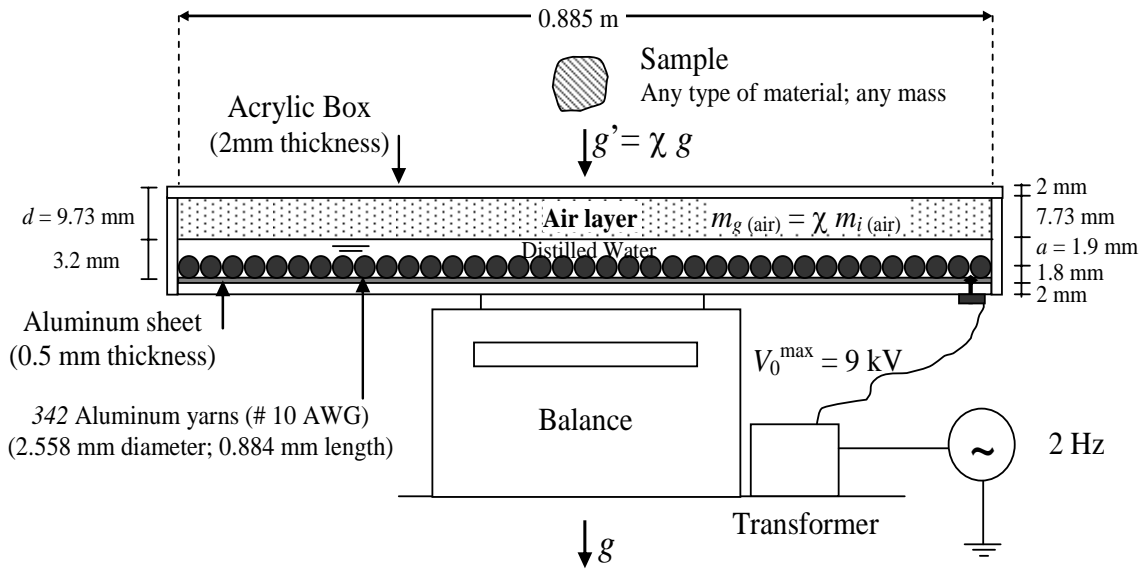 0.885 m
Sample
Any type of material; any mass
Acrylic Box
(2mm thickness)
g’= χ g
2 mm
d = 9.73 mm
Air layer
m g (air) = χ m i (air)
7.73 mm
Distilled Water
a = 1.9 mm
3.2 mm
1.8 mm
2 mm
Aluminum sheet
(0.5 mm thickness)
V0 max = 9 kV
342 Aluminum yarns (# 10 AWG)
(2.558 mm diameter; 0.884 mm length)
Balance
~
2 Hz
Transformer
g